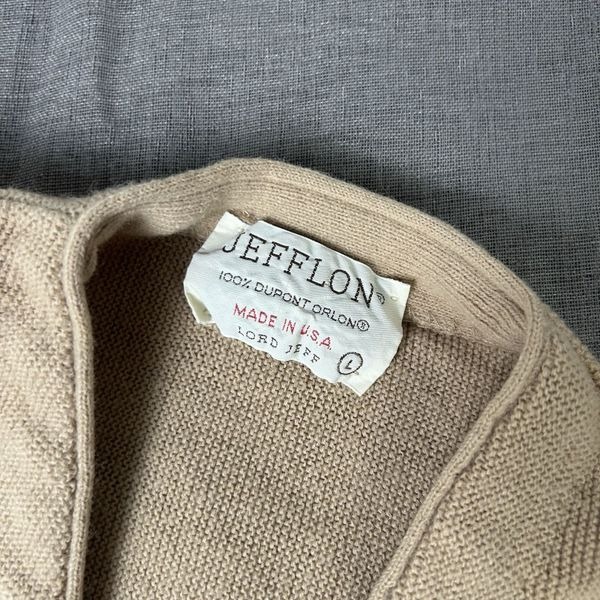 JEFFLON®
100% DUPONT ORLON®
MADE IN U.S.A.
LORD JEFF
L